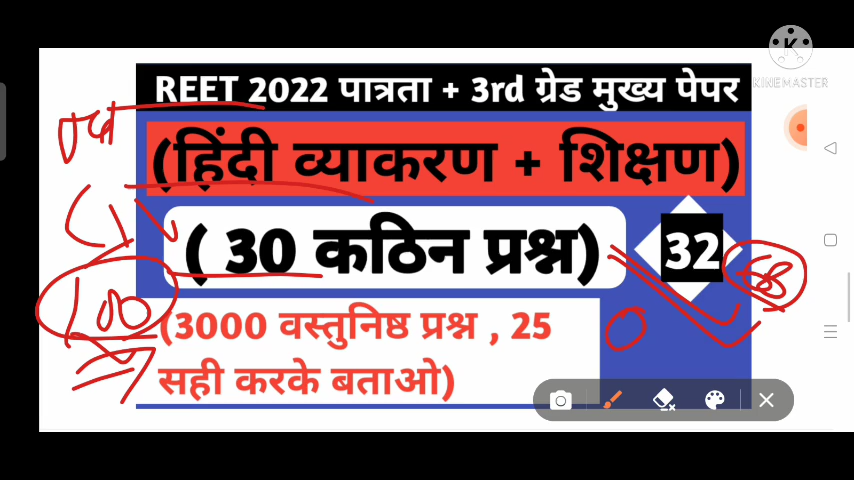 KINEMASTER
REET 2022 पात्रता + 3rd ग्रेड मुख्य पेपर
(हिंदी व्याकरण + शिक्षण)
( 30 कठिन प्रश्न)
32
100
(3000 वस्तुनिष्ठ प्रश्न , 25
सही करके बताओ)